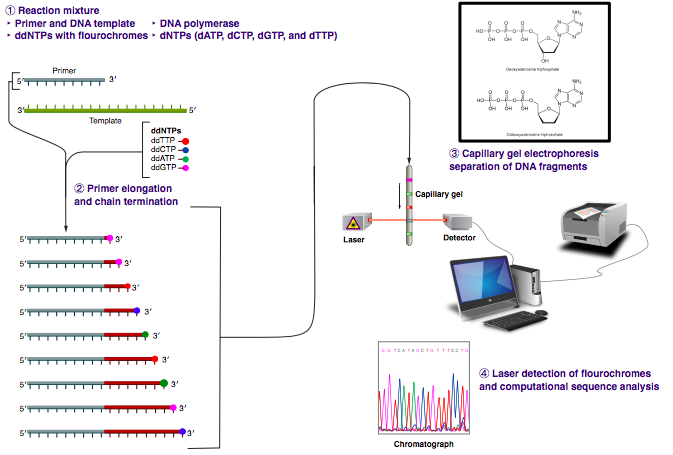 ① Reaction mixture
‣ Primer and DNA template ‣ DNA polymerase
‣ ddNTPs with flourochromes ‣ dNTPs (dATP, dCTP, dGTP, and dTTP)
Primer
5′ 3′
3′ 5′
Template
ddNTPs
ddTTP
ddCTP
ddATP
ddGTP
② Primer elongation
and chain termination
5′ 3′
5′ 3′
5′ 3′
5′ 3′
5′ 3′
5′ 3′
5′ 3′
5′ 3′
5′ 3′
Capillary gel
Laser
Detector
NH₂
Deoxyadenosine triphosphate
NH₂
Dideoxyadenosine triphosphate
③ Capillary gel electrophoresis
separation of DNA fragments
④ Laser detection of flourochromes
and computational sequence analysis
Chromatograph